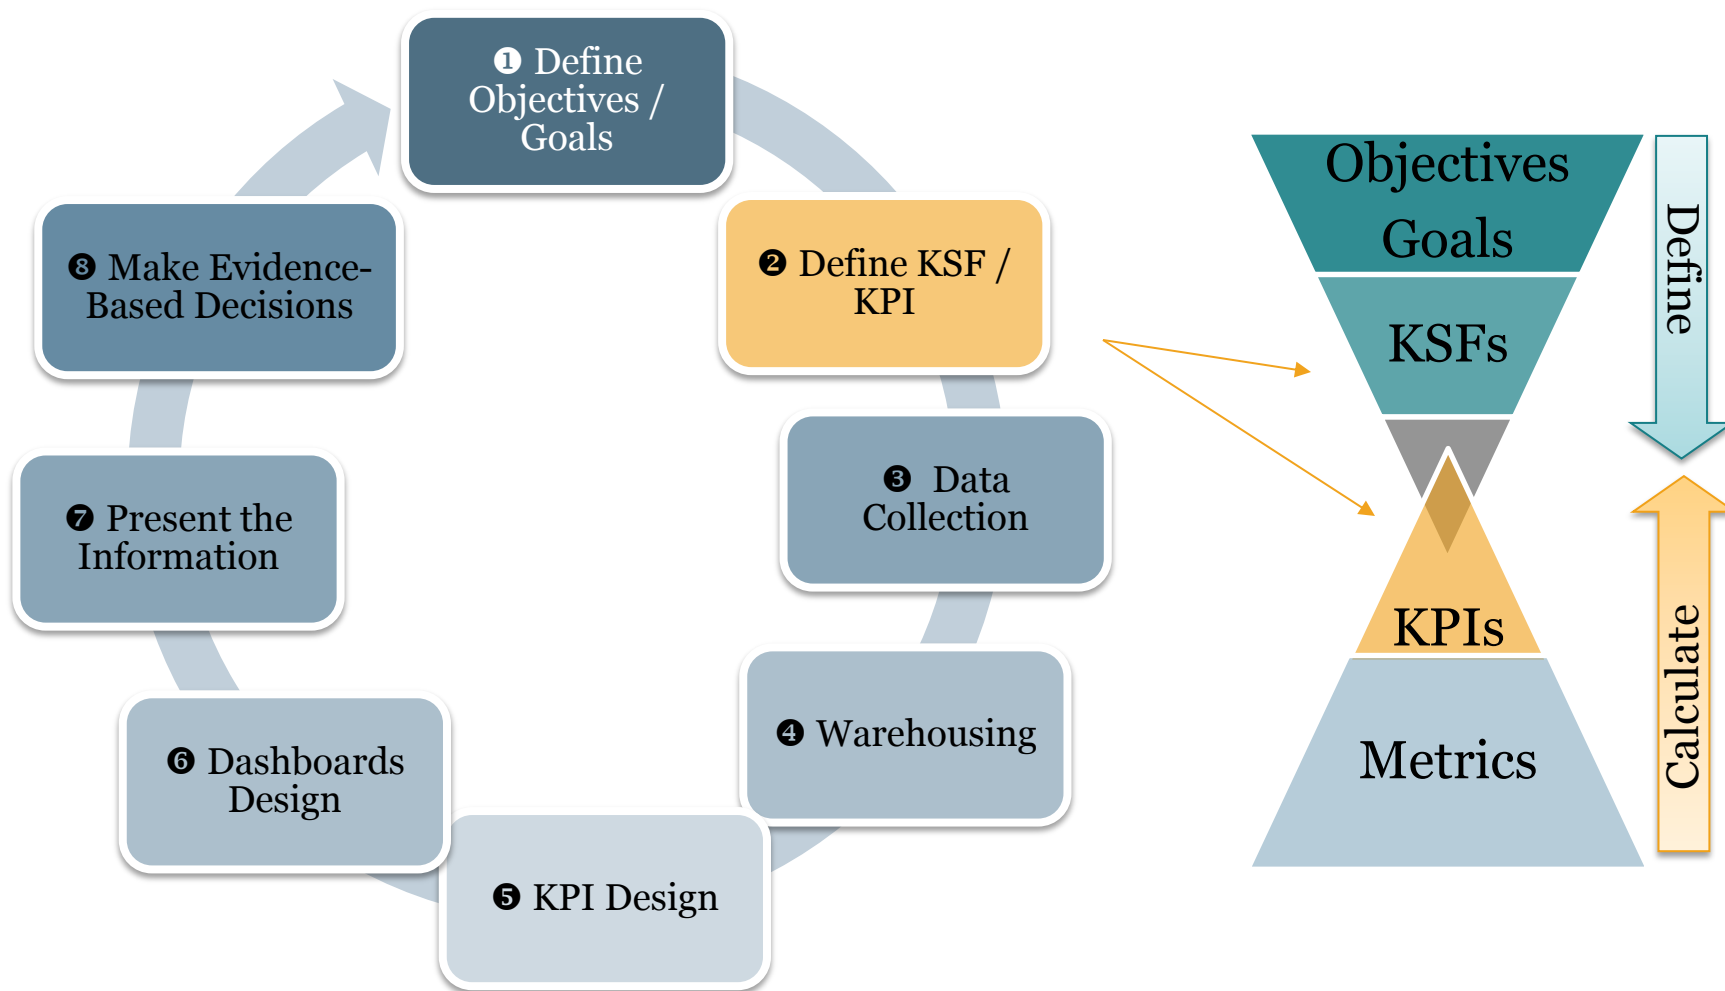 ❶ Define
Objectives /
Goals
❷ Define KSF /
KPI
❸ Data
Collection
❹ Warehousing
❺ KPI Design
❻ Dashboards
Design
❼ Present the
Information
❽ Make Evidence-
Based Decisions
Objectives
Goals
KSFs
KPIs
Metrics
Define
Calculate